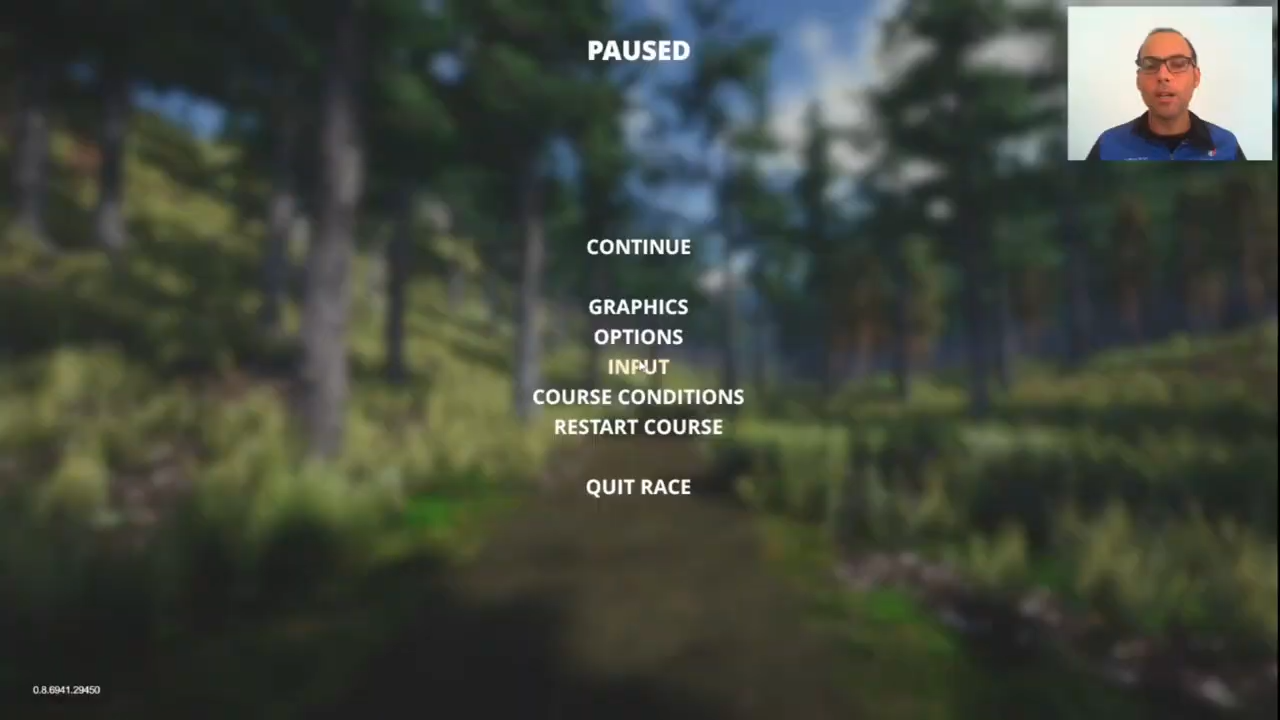 PAUSED
CONTINUE
GRAPHICS
OPTIONS
INPUT
COURSE CONDITIONS
RESTART COURSE
QUIT RACE
0.8.6941.29450